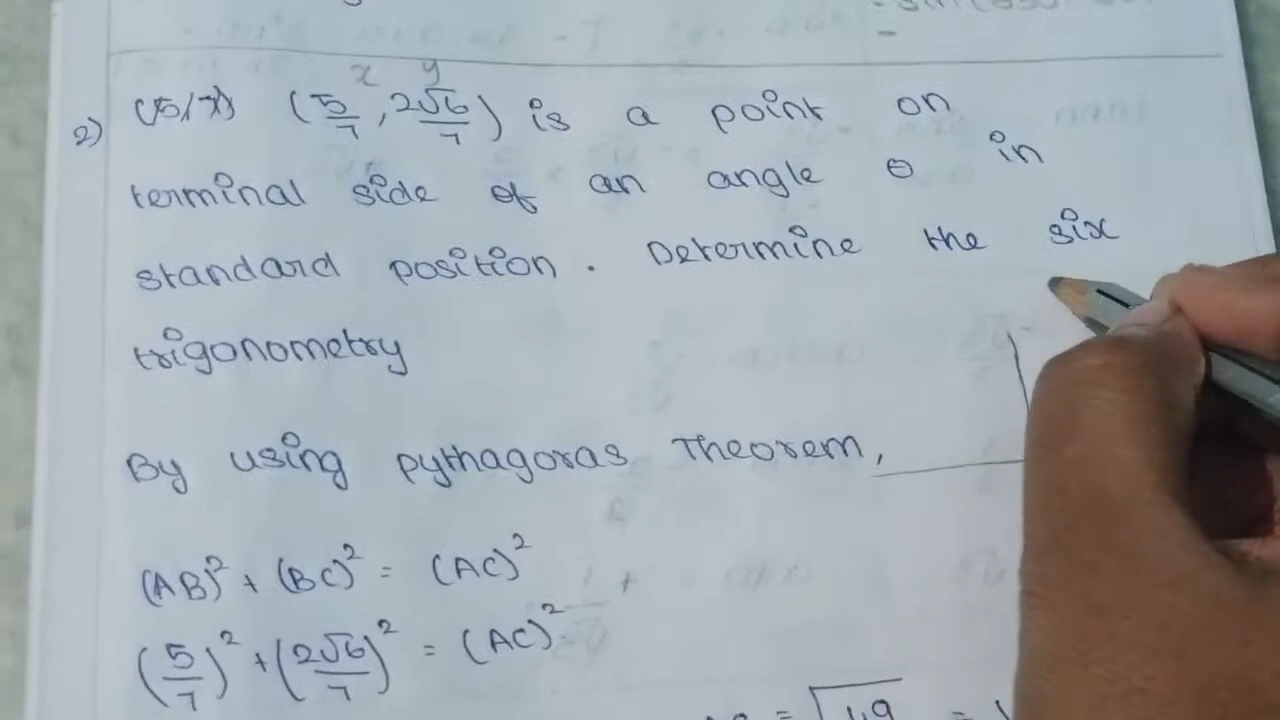 x y
2) (5/7) (5/7, 2√6/7) is a point on
terminal side of an angle θ in
standard position. Determine the six
trigonometry
By using pythagoras Theorem,
(AB)² + (BC)² = (AC)²
(5/7)² + (2√6/7)² = (AC)²
= √49